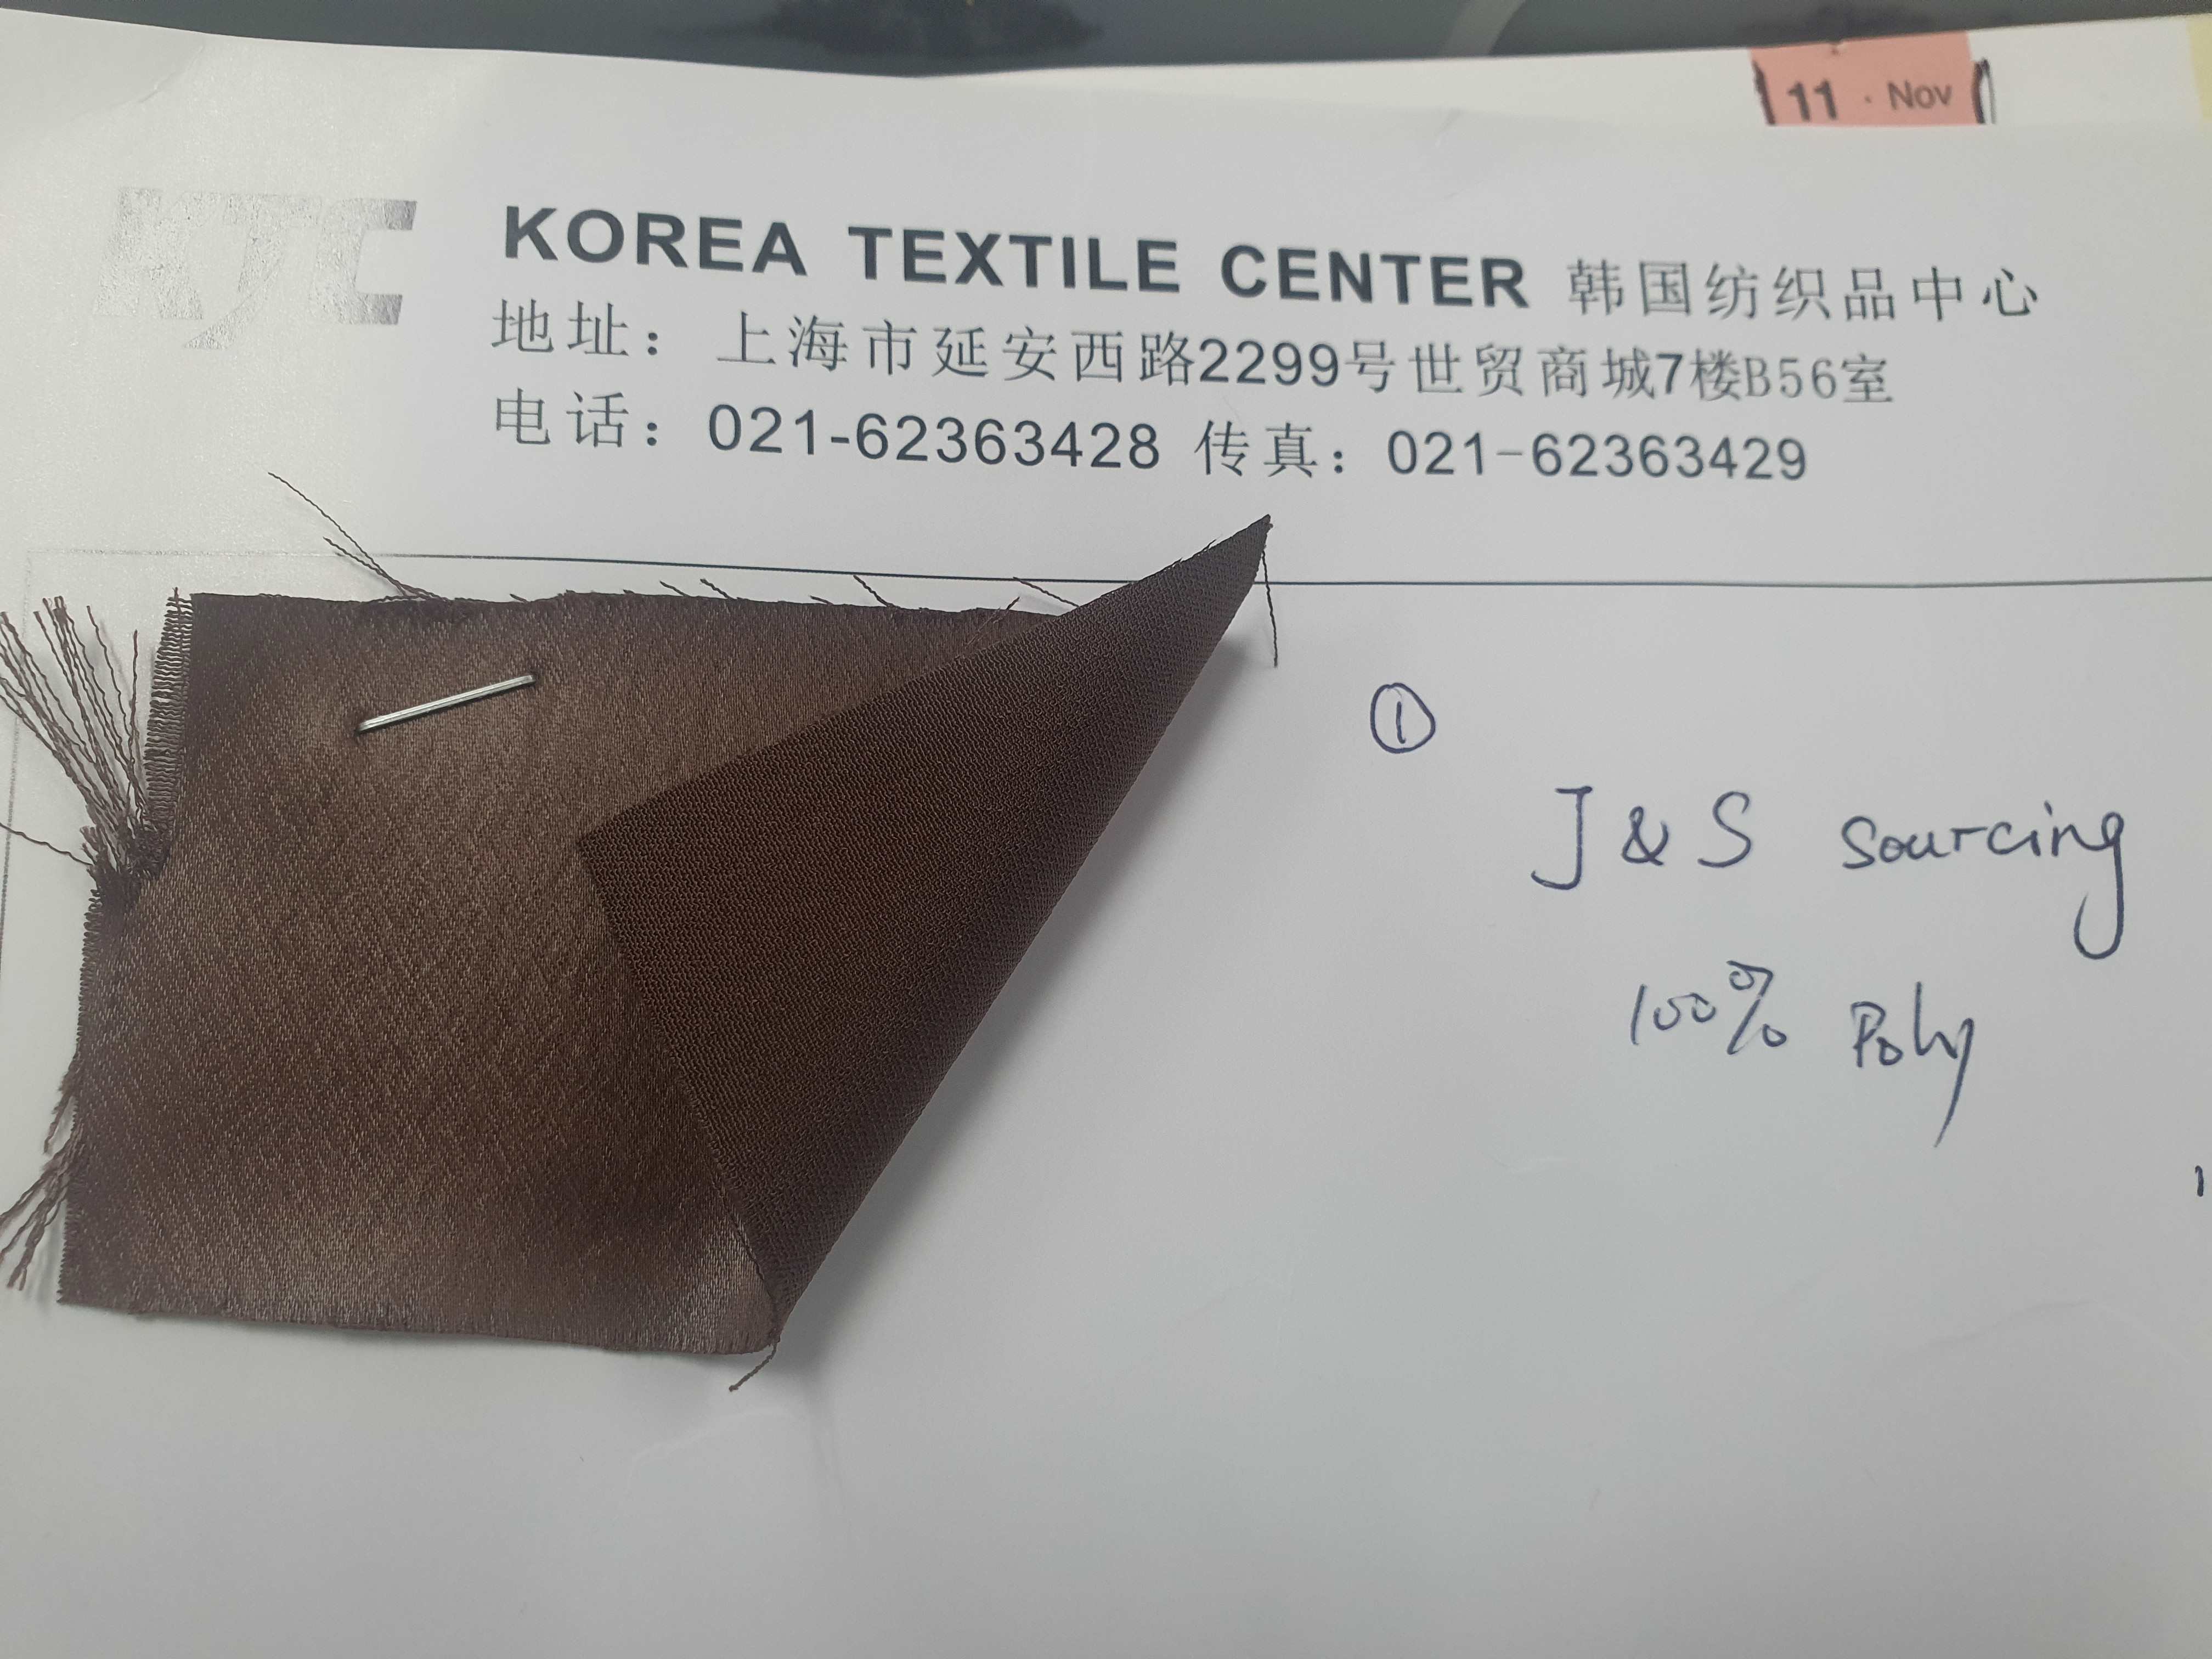 11 · Nov
KTC
KOREA TEXTILE CENTER 韩国纺织品中心
地址：上海市延安西路2299号世贸商城7楼B56室
电话：021-62363428 传真：021-62363429
①
J & S sourcing
100% Poly